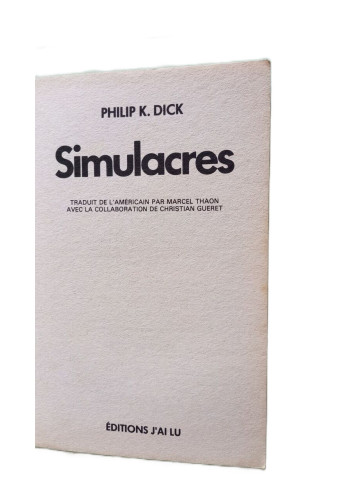 PHILIP K. DICK
Simulacres
TRADUIT DE L'AMÉRICAIN PAR MARCEL THAON
AVEC LA COLLABORATION DE CHRISTIAN GUERET
ÉDITIONS J'AI LU